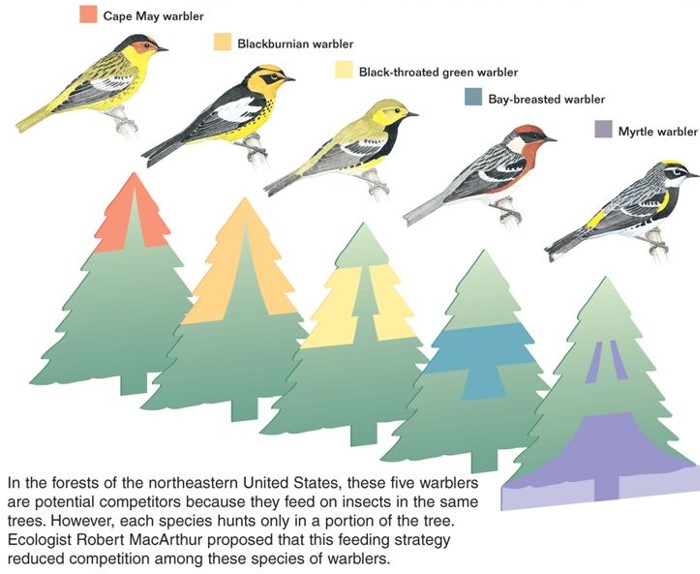 Cape May warbler
Blackburnian warbler
Black-throated green warbler
Bay-breasted warbler
Myrtle warbler
In the forests of the northeastern United States, these five warblers
are potential competitors because they feed on insects in the same
trees. However, each species hunts only in a portion of the tree.
Ecologist Robert MacArthur proposed that this feeding strategy
reduced competition among these species of warblers.